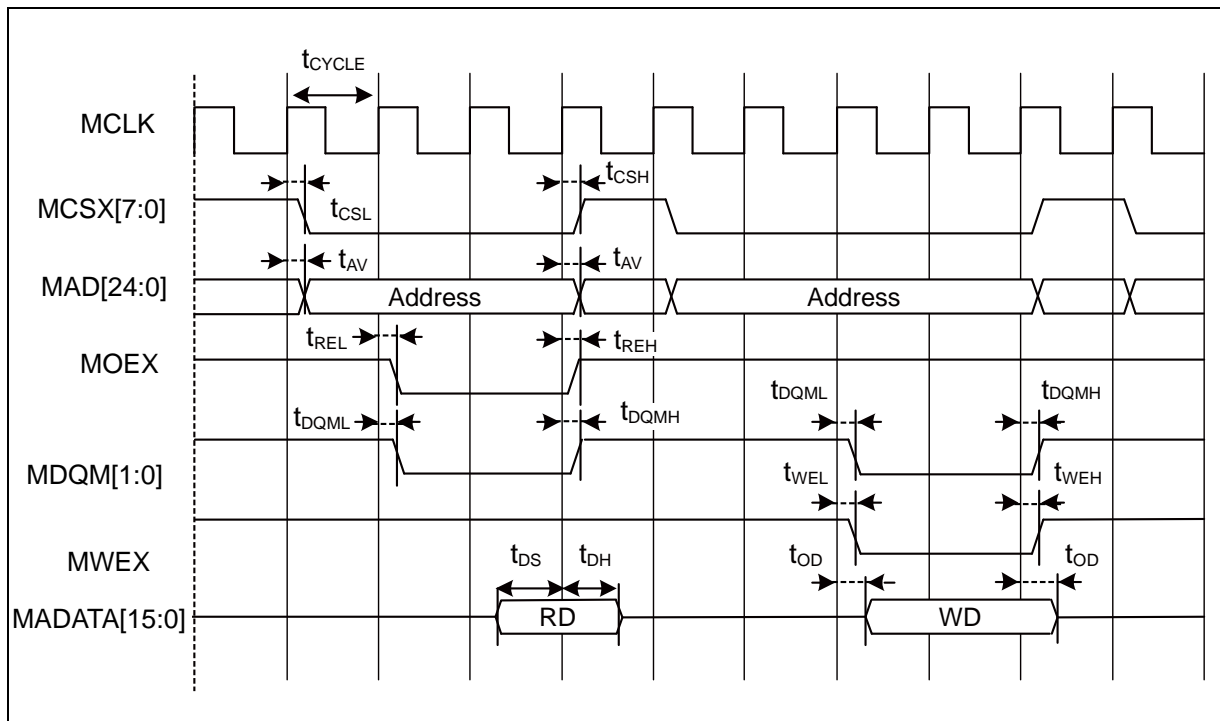 tCYCLE
MCLK
tCSH
MCSX[7:0]
tCSL
tAV
tAV
MAD[24:0]
Address
Address
tREL
tREH
MOEX
tDQML
tDQMH
tDQML
tDQMH
MDQM[1:0]
tWEL
tWEH
MWEX
tDS
tDH
tOD
tOD
MADATA[15:0]
RD
WD